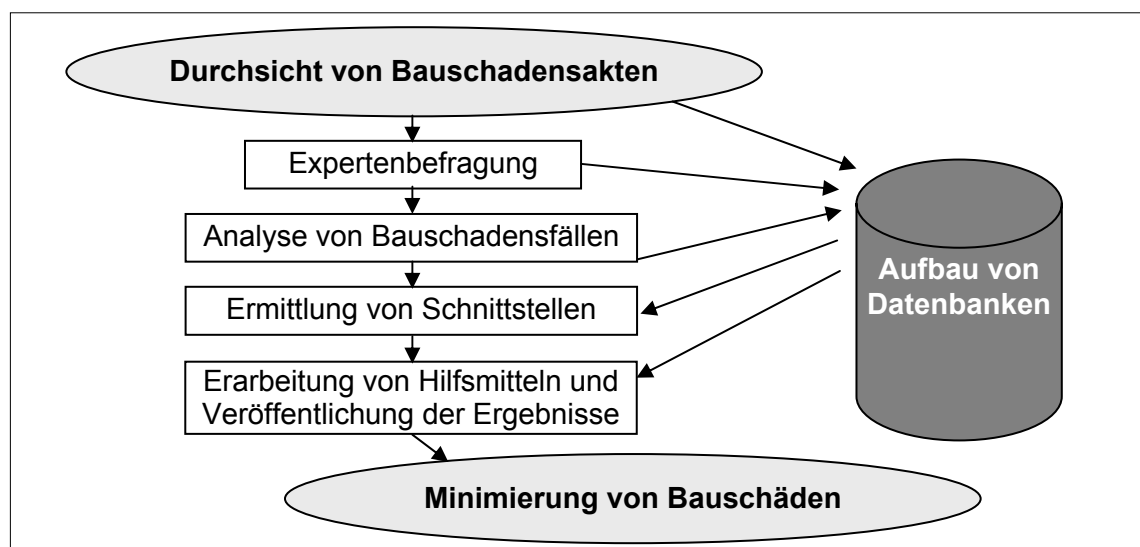 Durchsicht von Bauschadensakten
Expertenbefragung
Analyse von Bauschadensfällen
Ermittlung von Schnittstellen
Erarbeitung von Hilfsmitteln und
Veröffentlichung der Ergebnisse
Aufbau von
Datenbanken
Minimierung von Bauschäden